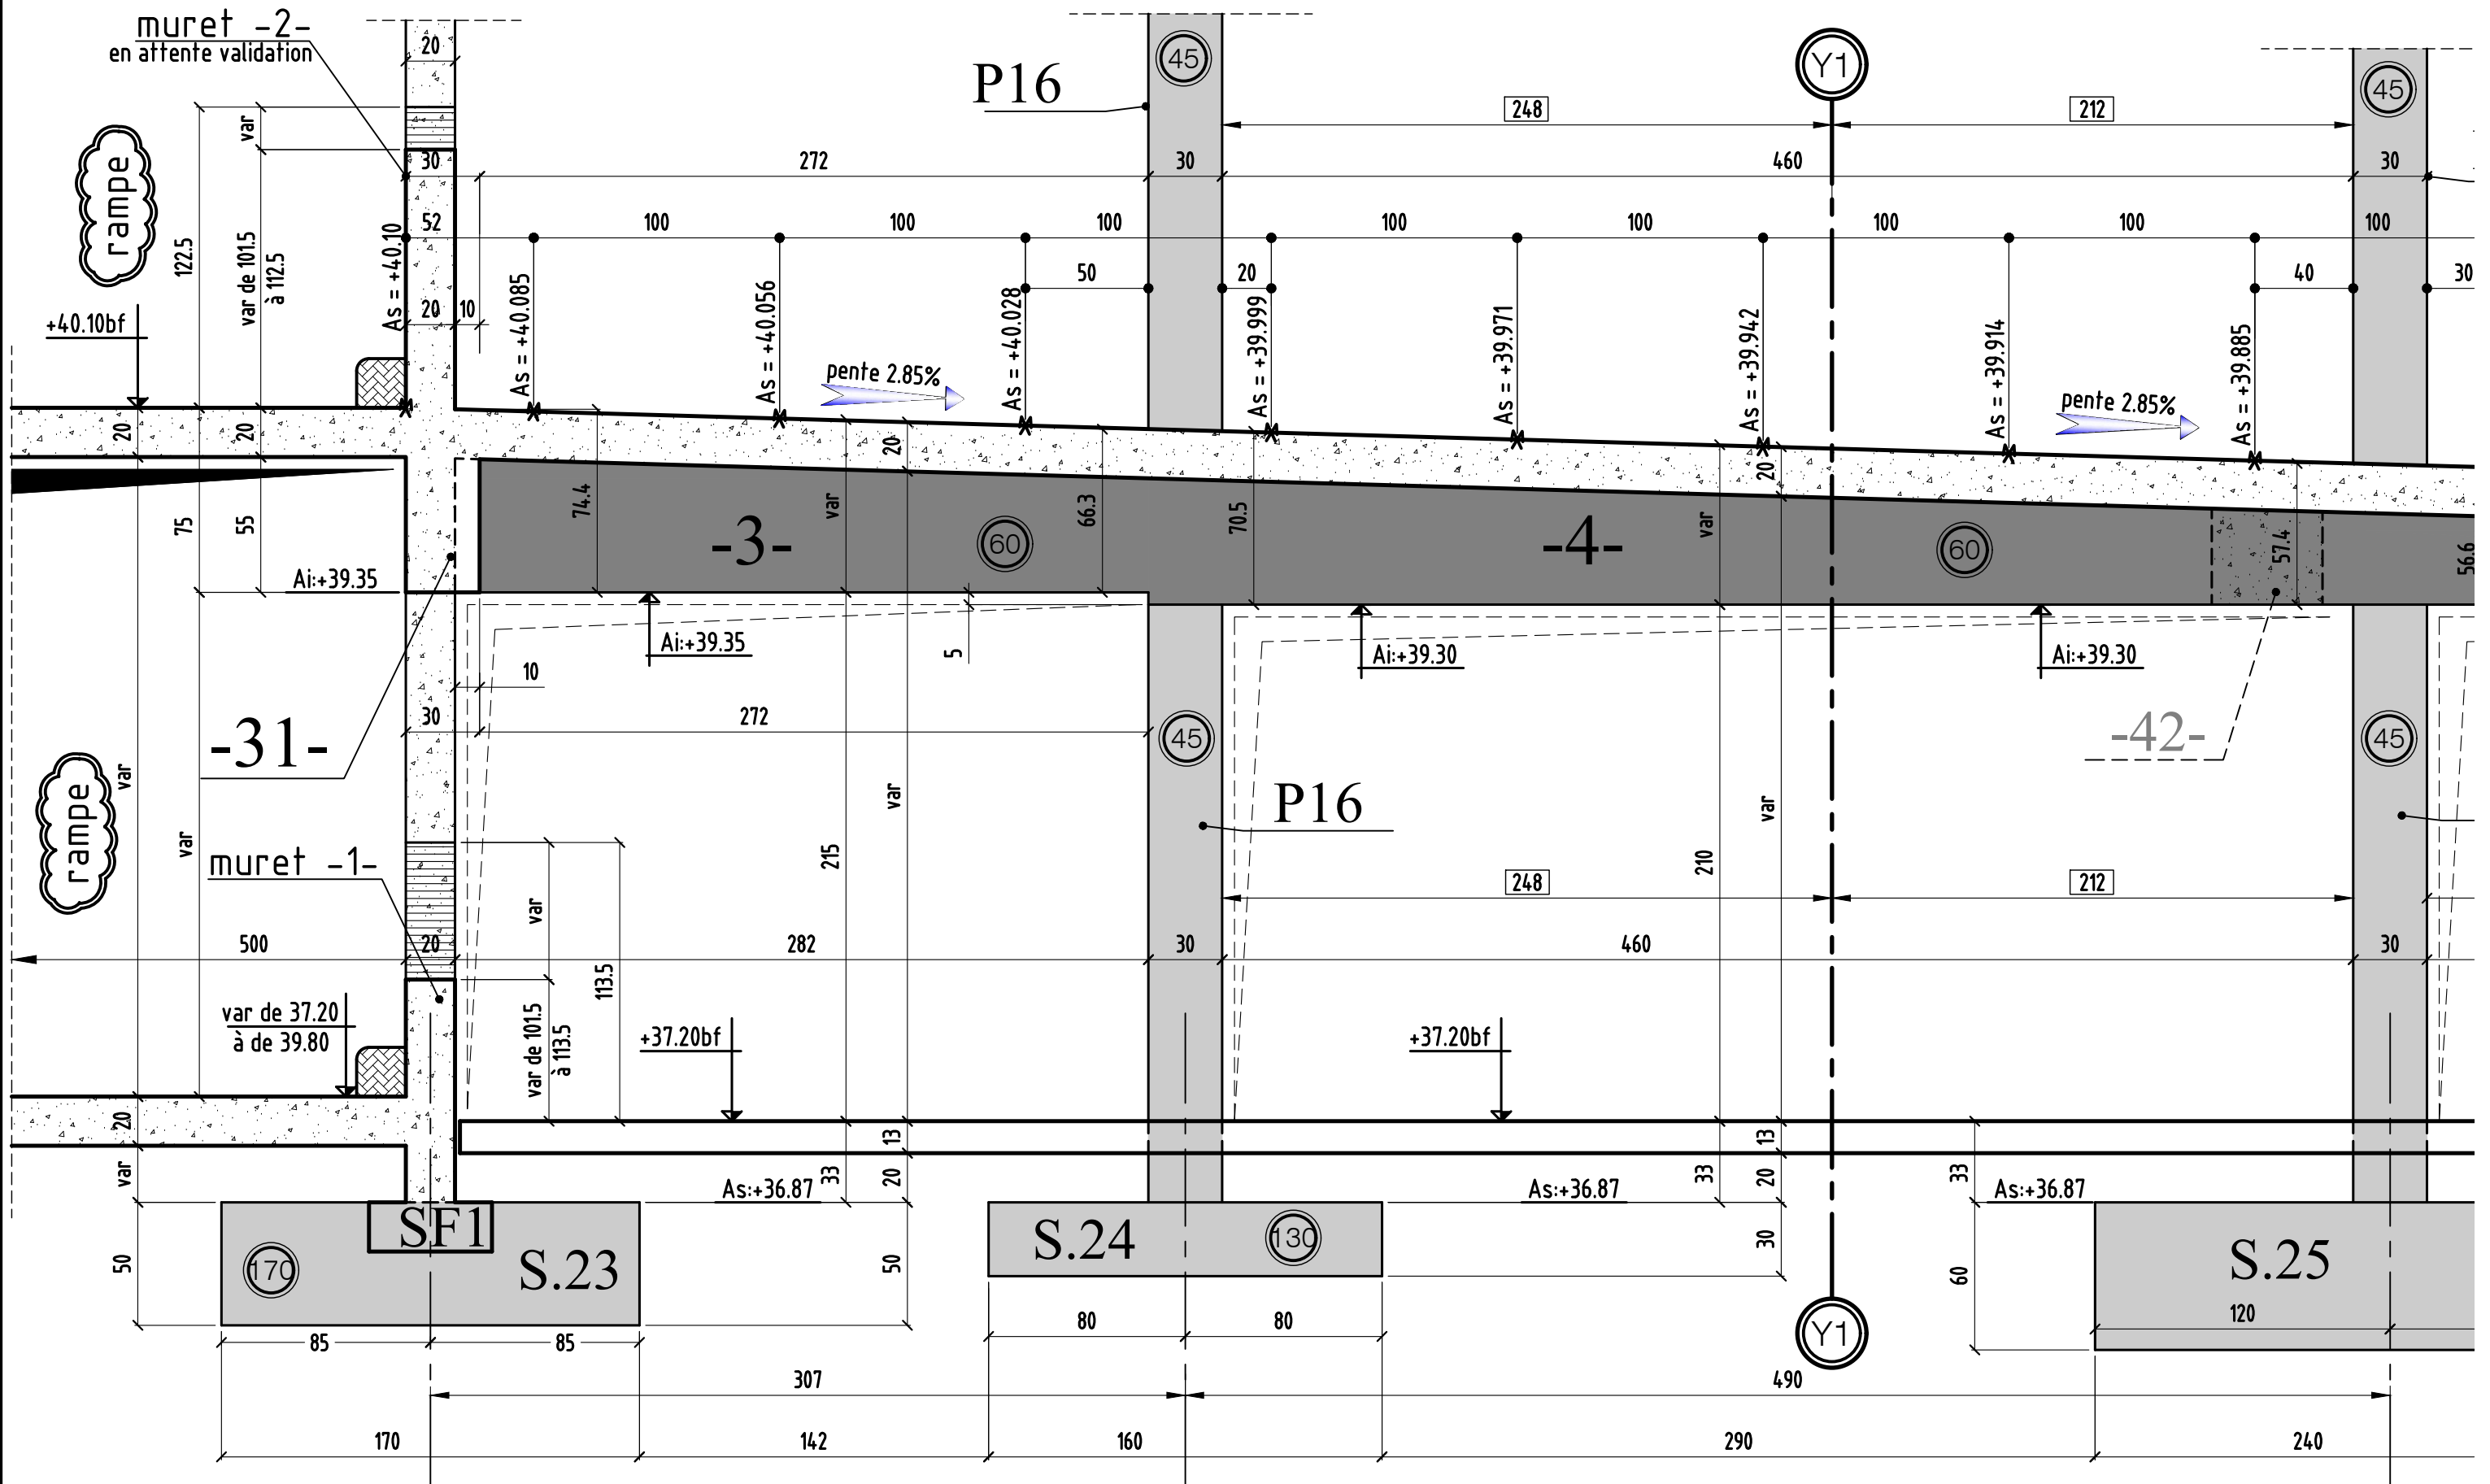 muret -2-
en attente validation
20
P16
45
Y1
45
248
212
var
30
272
30
460
30
rampe
122.5
var de 101.5
à 112.5
As = +40.10
52
100
100
100
100
100
100
100
100
50
20
40
30
20
10
As = +40.085
As = +40.056
As = +40.028
As = +39.999
As = +39.971
As = +39.942
As = +39.914
As = +39.885
+40.10bf
pente 2.85%
pente 2.85%
20
20
20
20
75
55
74.4
var
66.3
70.5
var
57.4
56.6
-3-
60
-4-
60
Ai:+39.35
Ai:+39.35
5
Ai:+39.30
Ai:+39.30
10
30
272
-31-
45
-42-
45
rampe
var
var
var
var
P16
muret -1-
215
210
248
212
var
113.5
500
20
282
30
460
30
var de 37.20
à de 39.80
var de 101.5
à 113.5
+37.20bf
+37.20bf
20
13
13
var
33
20
33
20
33
As:+36.87
As:+36.87
As:+36.87
SF1
S.23
170
S.24
130
S.25
50
50
30
60
85
85
80
80
Y1
120
307
490
170
142
160
290
240